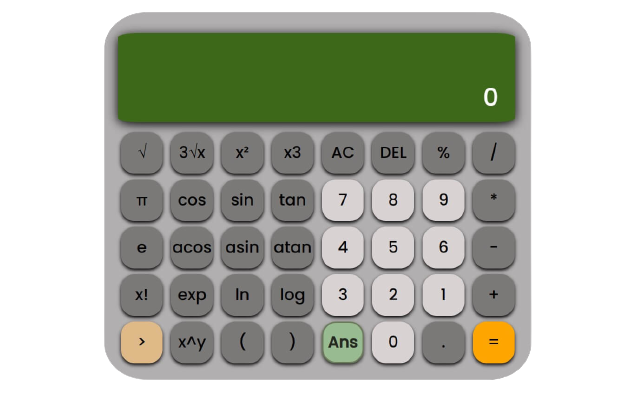 0
√ 3√x x² x3 AC DEL % /
π cos sin tan 7 8 9 *
e acos asin atan 4 5 6 -
x! exp ln log 3 2 1 +
> x^y ( ) Ans 0 . =